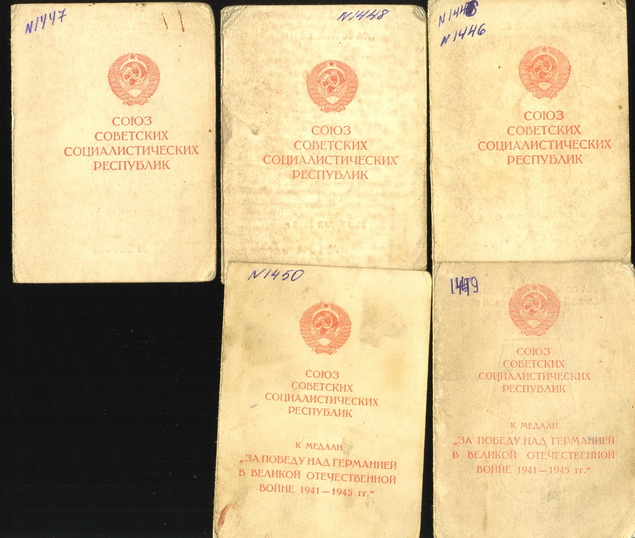 N1447
СОЮЗ
СОВЕТСКИХ
СОЦИАЛИСТИЧЕСКИХ
РЕСПУБЛИК
N1448
СОЮЗ
СОВЕТСКИХ
СОЦИАЛИСТИЧЕСКИХ
РЕСПУБЛИК
N1446
СОЮЗ
СОВЕТСКИХ
СОЦИАЛИСТИЧЕСКИХ
РЕСПУБЛИК
N1450
СОЮЗ
СОВЕТСКИХ
СОЦИАЛИСТИЧЕСКИХ
РЕСПУБЛИК
К МЕДАЛИ
„ЗА ПОБЕДУ НАД ГЕРМАНИЕЙ
В ВЕЛИКОЙ ОТЕЧЕСТВЕННОЙ
ВОЙНЕ 1941—1945 гг."
1449
СОЮЗ
СОВЕТСКИХ
СОЦИАЛИСТИЧЕСКИХ
РЕСПУБЛИК
К МЕДАЛИ
„ЗА ПОБЕДУ НАД ГЕРМАНИЕЙ
В ВЕЛИКОЙ ОТЕЧЕСТВЕННОЙ
ВОЙНЕ 1941—1945 гг."